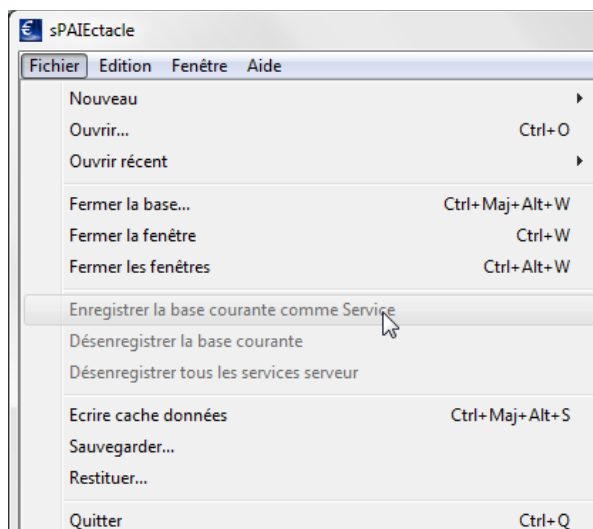 sPAIEctacle
Fichier Edition Fenêtre Aide
Nouveau
Ouvrir... Ctrl+O
Ouvrir récent
Fermer la base... Ctrl+Maj+Alt+W
Fermer la fenêtre Ctrl+W
Fermer les fenêtres Ctrl+Alt+W
Enregistrer la base courante comme Service
Désenregistrer la base courante
Désenregistrer tous les services serveur
Ecrire cache données Ctrl+Maj+Alt+S
Sauvegarder...
Restituer...
Quitter Ctrl+Q